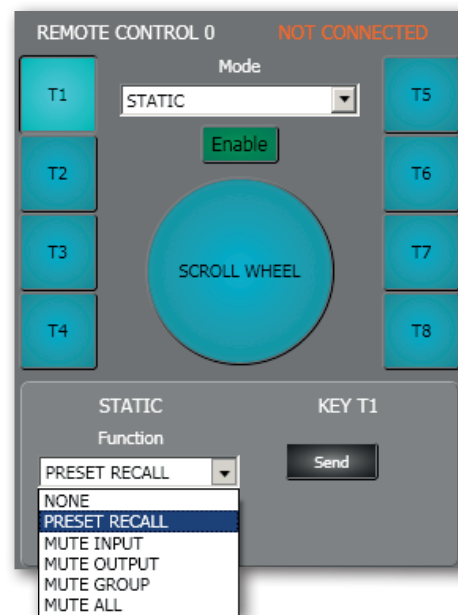 REMOTE CONTROL 0 NOT CONNECTED
Mode
T1 STATIC T5
Enable
T2 T6
T3 SCROLL WHEEL T7
T4 T8
STATIC KEY T1
Function
PRESET RECALL Send
NONE
PRESET RECALL
MUTE INPUT
MUTE OUTPUT
MUTE GROUP
MUTE ALL